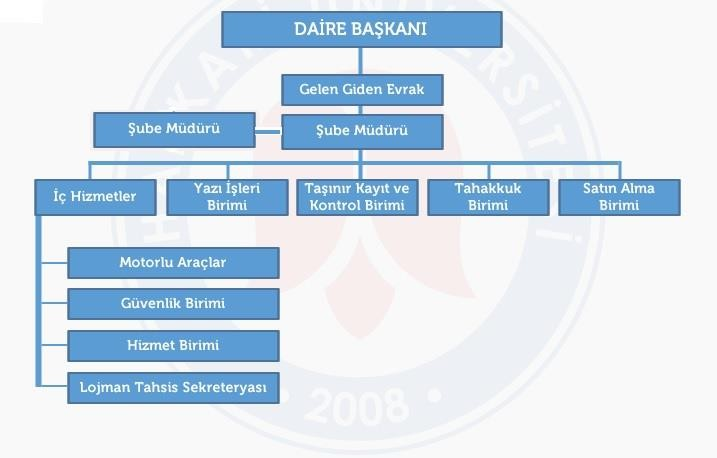 DAİRE BAŞKANI
Gelen Giden Evrak
Şube Müdürü
Şube Müdürü
İç Hizmetler
Yazı İşleri
Birimi
Taşınır Kayıt ve
Kontrol Birimi
Tahakkuk
Birimi
Satın Alma
Birimi
Motorlu Araçlar
Güvenlik Birimi
Hizmet Birimi
Lojman Tahsis Sekreteryası
2008